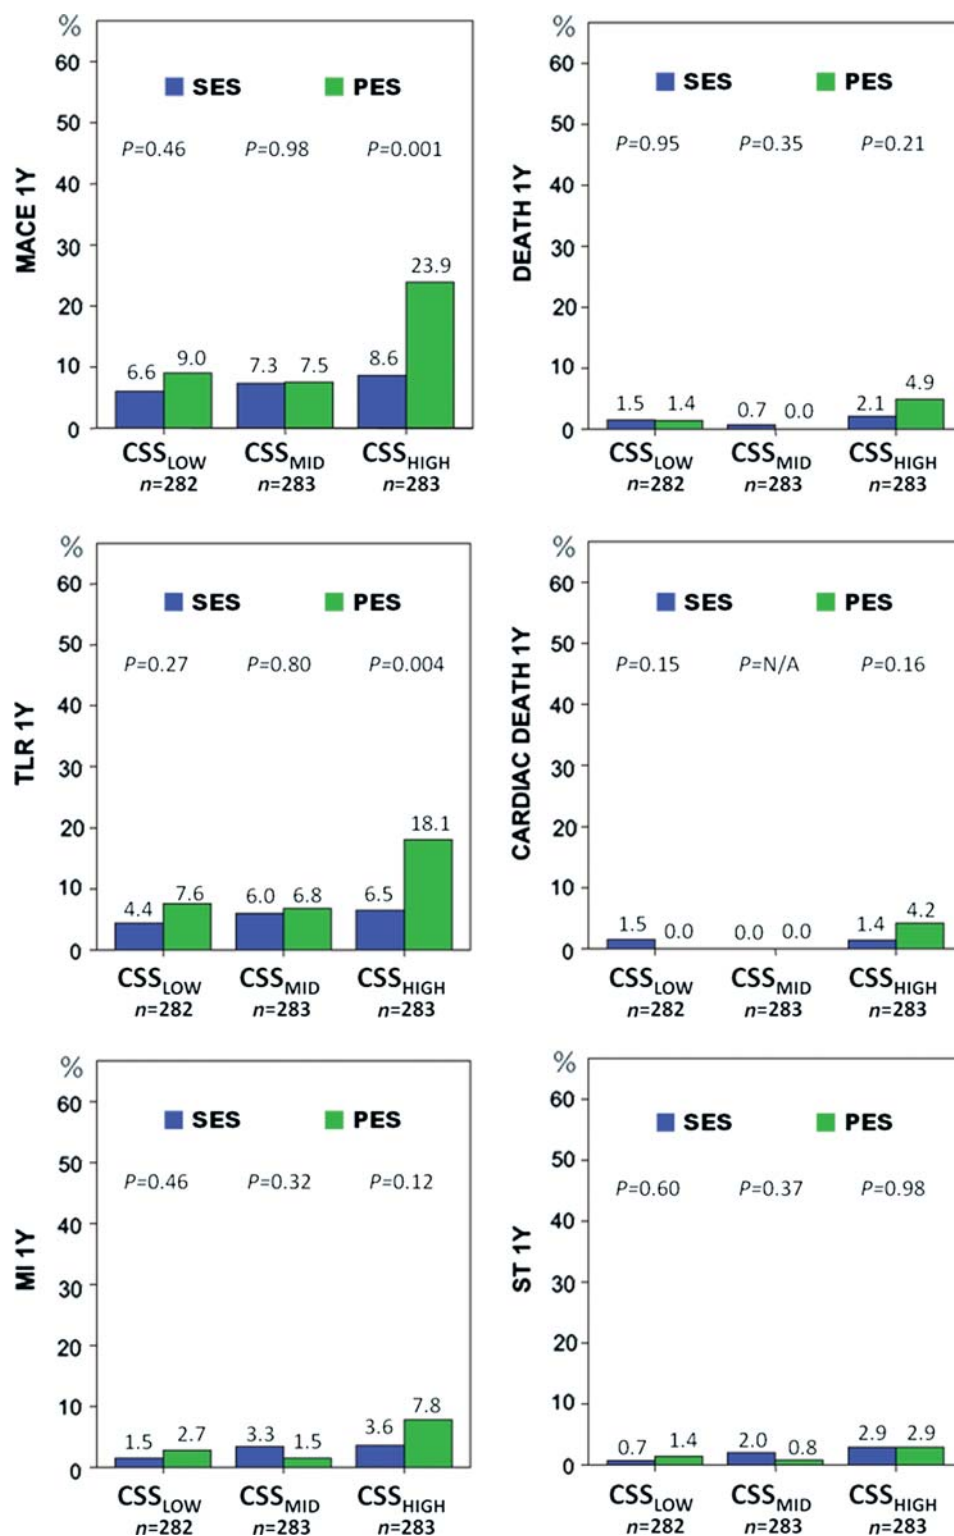 %
60
50
40
30
20
10
0
MACE 1Y
SES PES
P=0.46 P=0.98 P=0.001
6.6 9.0 7.3 7.5 8.6 23.9
CSSLOW CSSMID CSSHIGH
n=282 n=283 n=283
%
60
50
40
30
20
10
0
DEATH 1Y
SES PES
P=0.95 P=0.35 P=0.21
1.5 1.4 0.7 0.0 2.1 4.9
CSSLOW CSSMID CSSHIGH
n=282 n=283 n=283
%
60
50
40
30
20
10
0
TLR 1Y
SES PES
P=0.27 P=0.80 P=0.004
4.4 7.6 6.0 6.8 6.5 18.1
CSSLOW CSSMID CSSHIGH
n=282 n=283 n=283
%
60
50
40
30
20
10
0
CARDIAC DEATH 1Y
SES PES
P=0.15 P=N/A P=0.16
1.5 0.0 0.0 0.0 1.4 4.2
CSSLOW CSSMID CSSHIGH
n=282 n=283 n=283
%
60
50
40
30
20
10
0
MI 1Y
SES PES
P=0.46 P=0.32 P=0.12
1.5 2.7 3.3 1.5 3.6 7.8
CSSLOW CSSMID CSSHIGH
n=282 n=283 n=283
%
60
50
40
30
20
10
0
ST 1Y
SES PES
P=0.60 P=0.37 P=0.98
0.7 1.4 2.0 0.8 2.9 2.9
CSSLOW CSSMID CSSHIGH
n=282 n=283 n=283